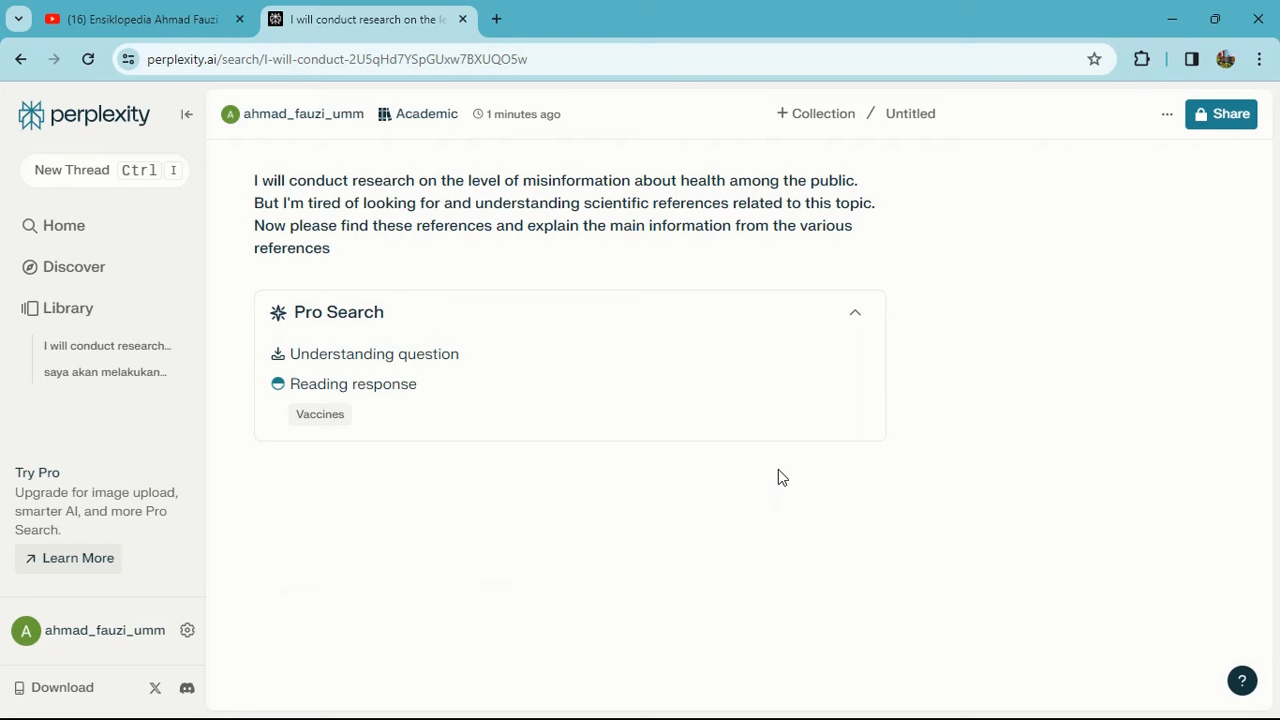 (16) Ensiklopedia Ahmad Fauzi
I will conduct research on the le
perplexity.ai/search/I-will-conduct-2U5qHd7YSpGUxw7BXUQO5w
perplexity
ahmad_fauzi_umm
Academic
1 minutes ago
+ Collection / Untitled
...
Share
New Thread Ctrl I
Home
Discover
Library
I will conduct research...
saya akan melakukan...
I will conduct research on the level of misinformation about health among the public.
But I'm tired of looking for and understanding scientific references related to this topic.
Now please find these references and explain the main information from the various
references
Pro Search
Understanding question
Reading response
Vaccines
Try Pro
Upgrade for image upload,
smarter AI, and more Pro
Search.
Learn More
A ahmad_fauzi_umm
Download
?